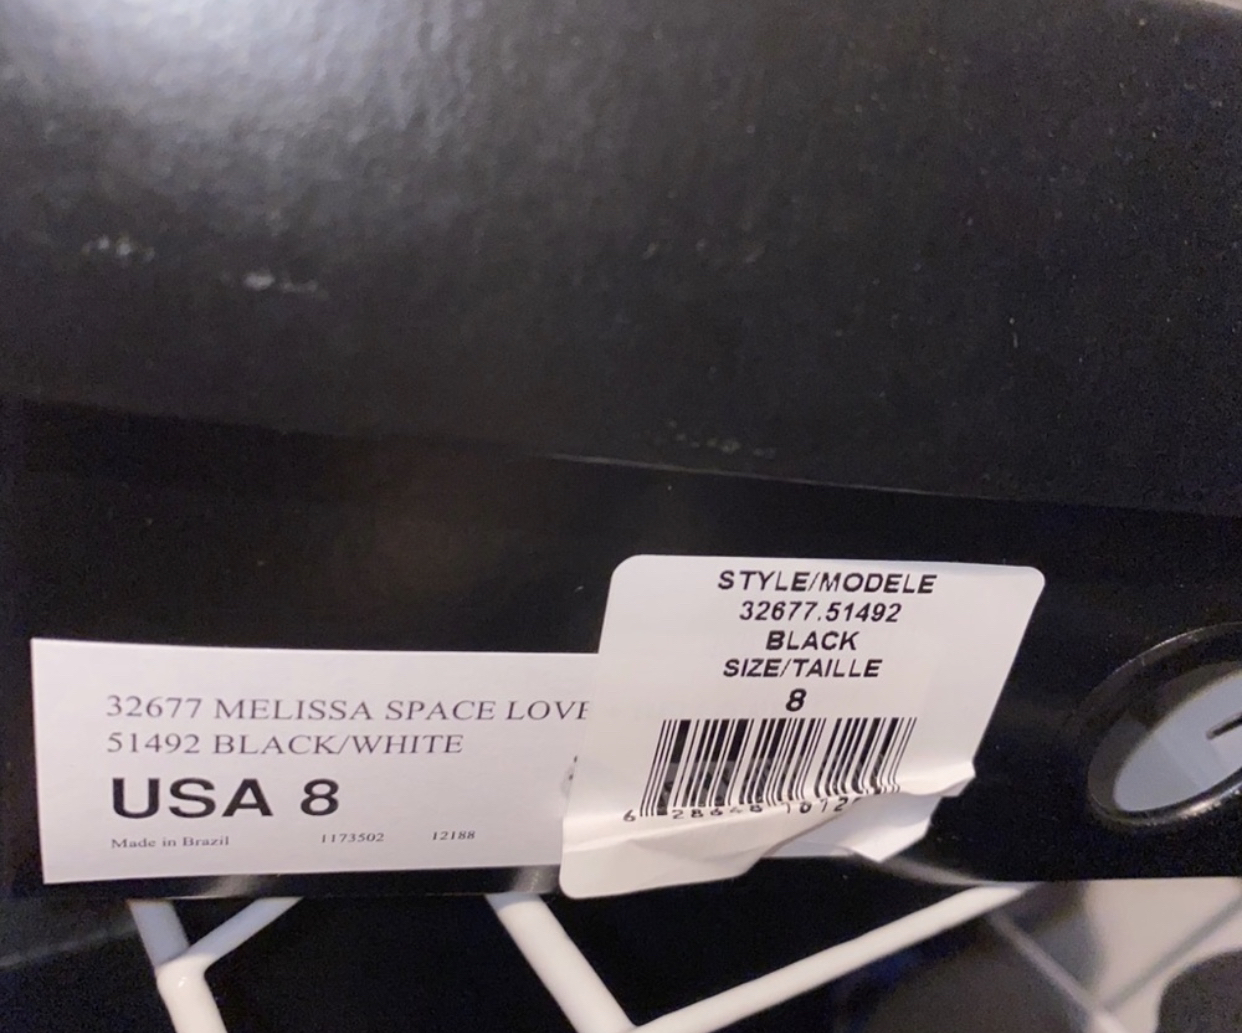 32677 MELISSA SPACE LOVE
51492 BLACK/WHITE
USA 8
Made in Brazil 1173502 12188
STYLE/MODELE
32677.51492
BLACK
SIZE/TAILLE
8